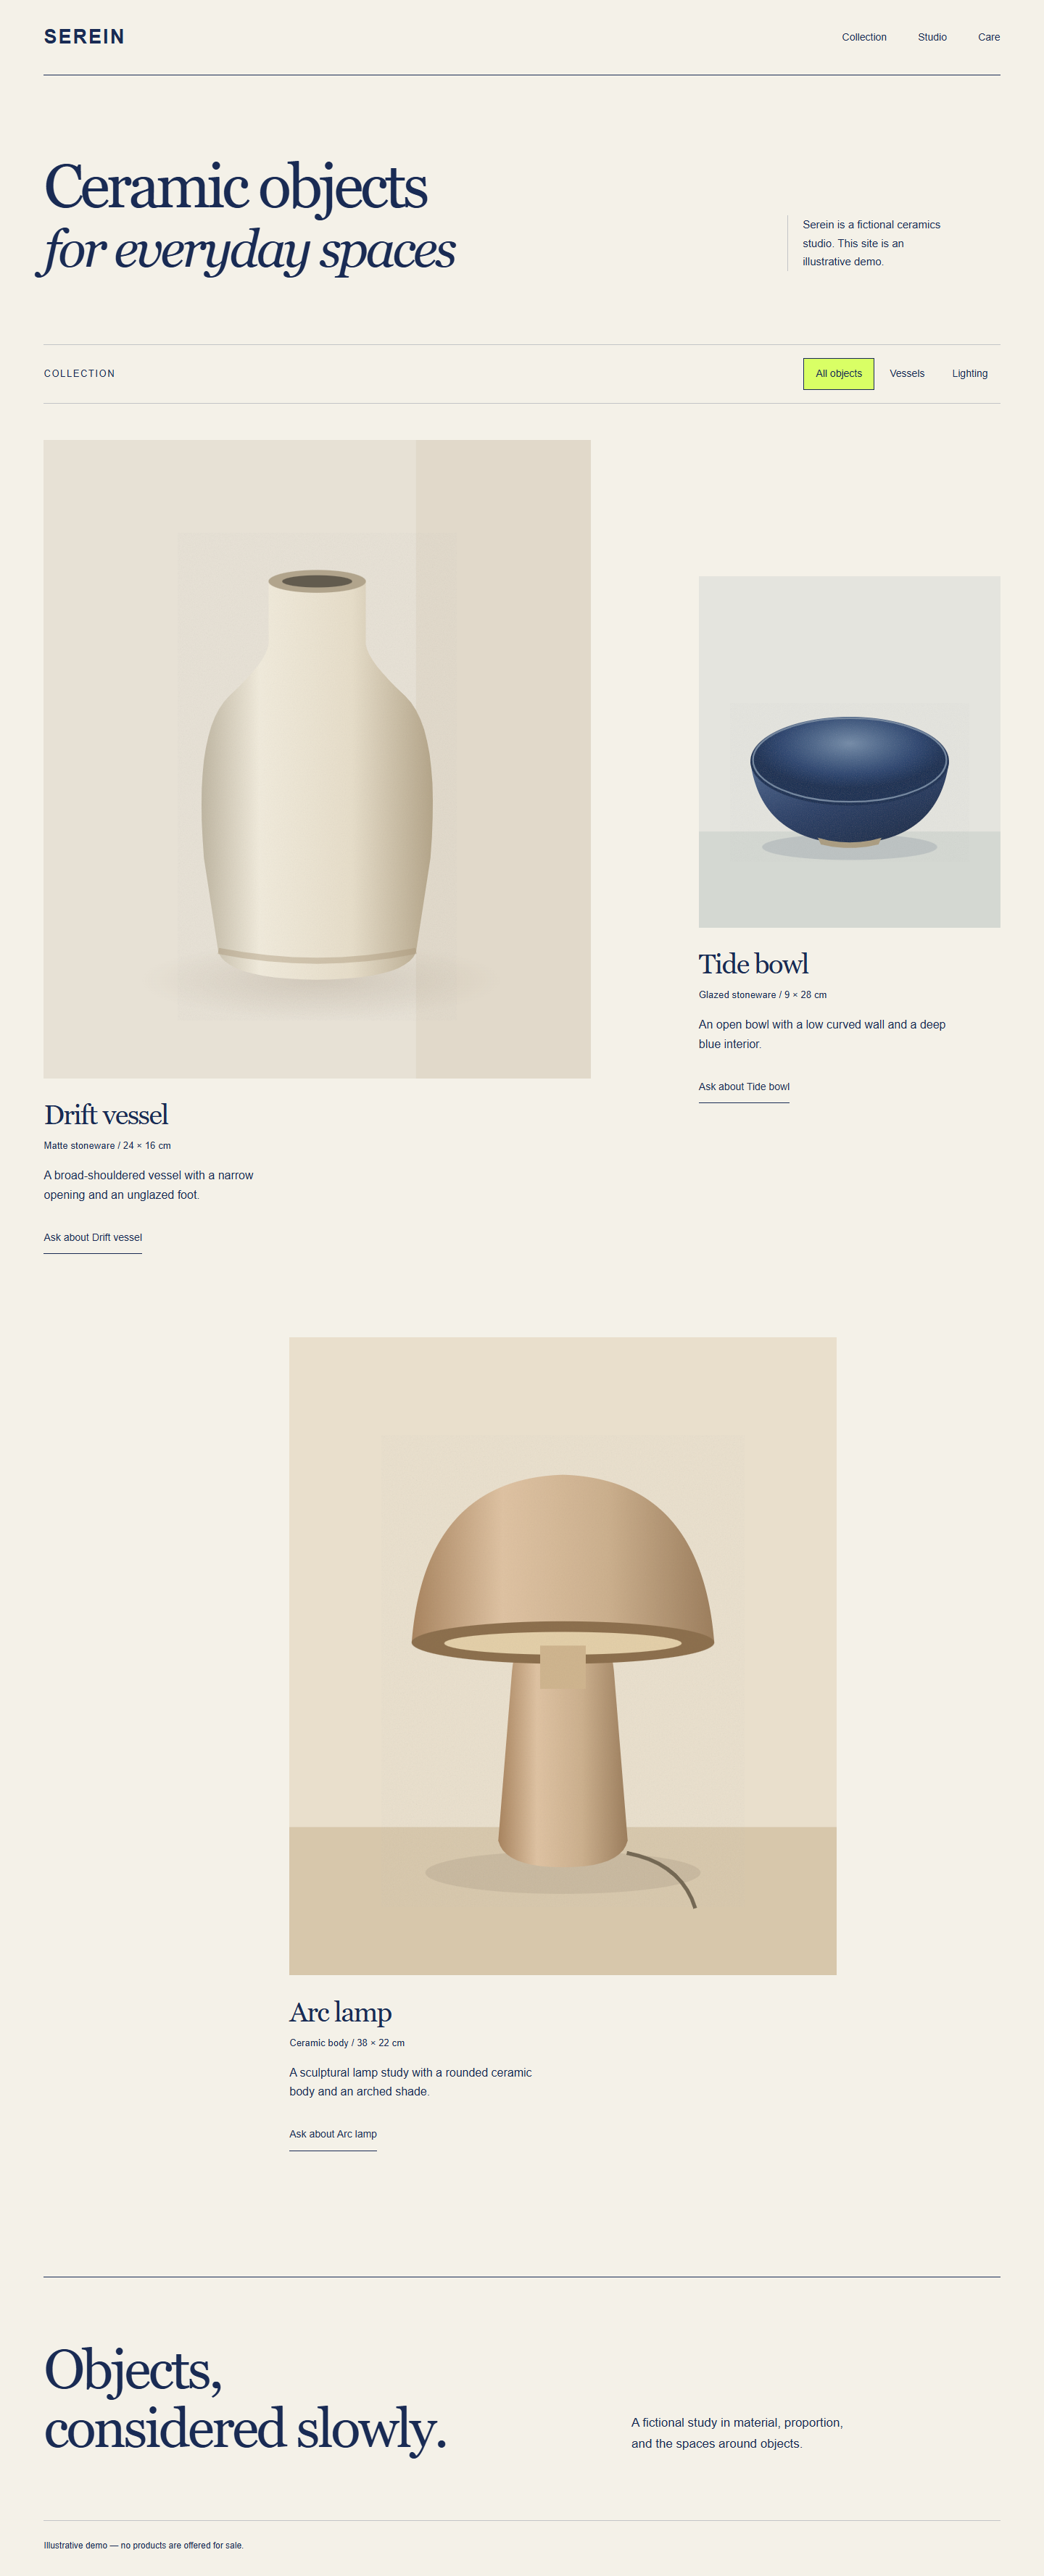 SEREIN
Collection
Studio
Care
Ceramic objects
for everyday spaces
Serein is a fictional ceramics
studio. This site is an
illustrative demo.
COLLECTION
All objects
Vessels
Lighting
Drift vessel
Matte stoneware / 24 × 16 cm
A broad-shouldered vessel with a narrow
opening and an unglazed foot.
Ask about Drift vessel
Tide bowl
Glazed stoneware / 9 × 28 cm
An open bowl with a low curved wall and a deep
blue interior.
Ask about Tide bowl
Arc lamp
Ceramic body / 38 × 22 cm
A sculptural lamp study with a rounded ceramic
body and an arched shade.
Ask about Arc lamp
Objects,
considered slowly.
A fictional study in material, proportion,
and the spaces around objects.
Illustrative demo — no products are offered for sale.